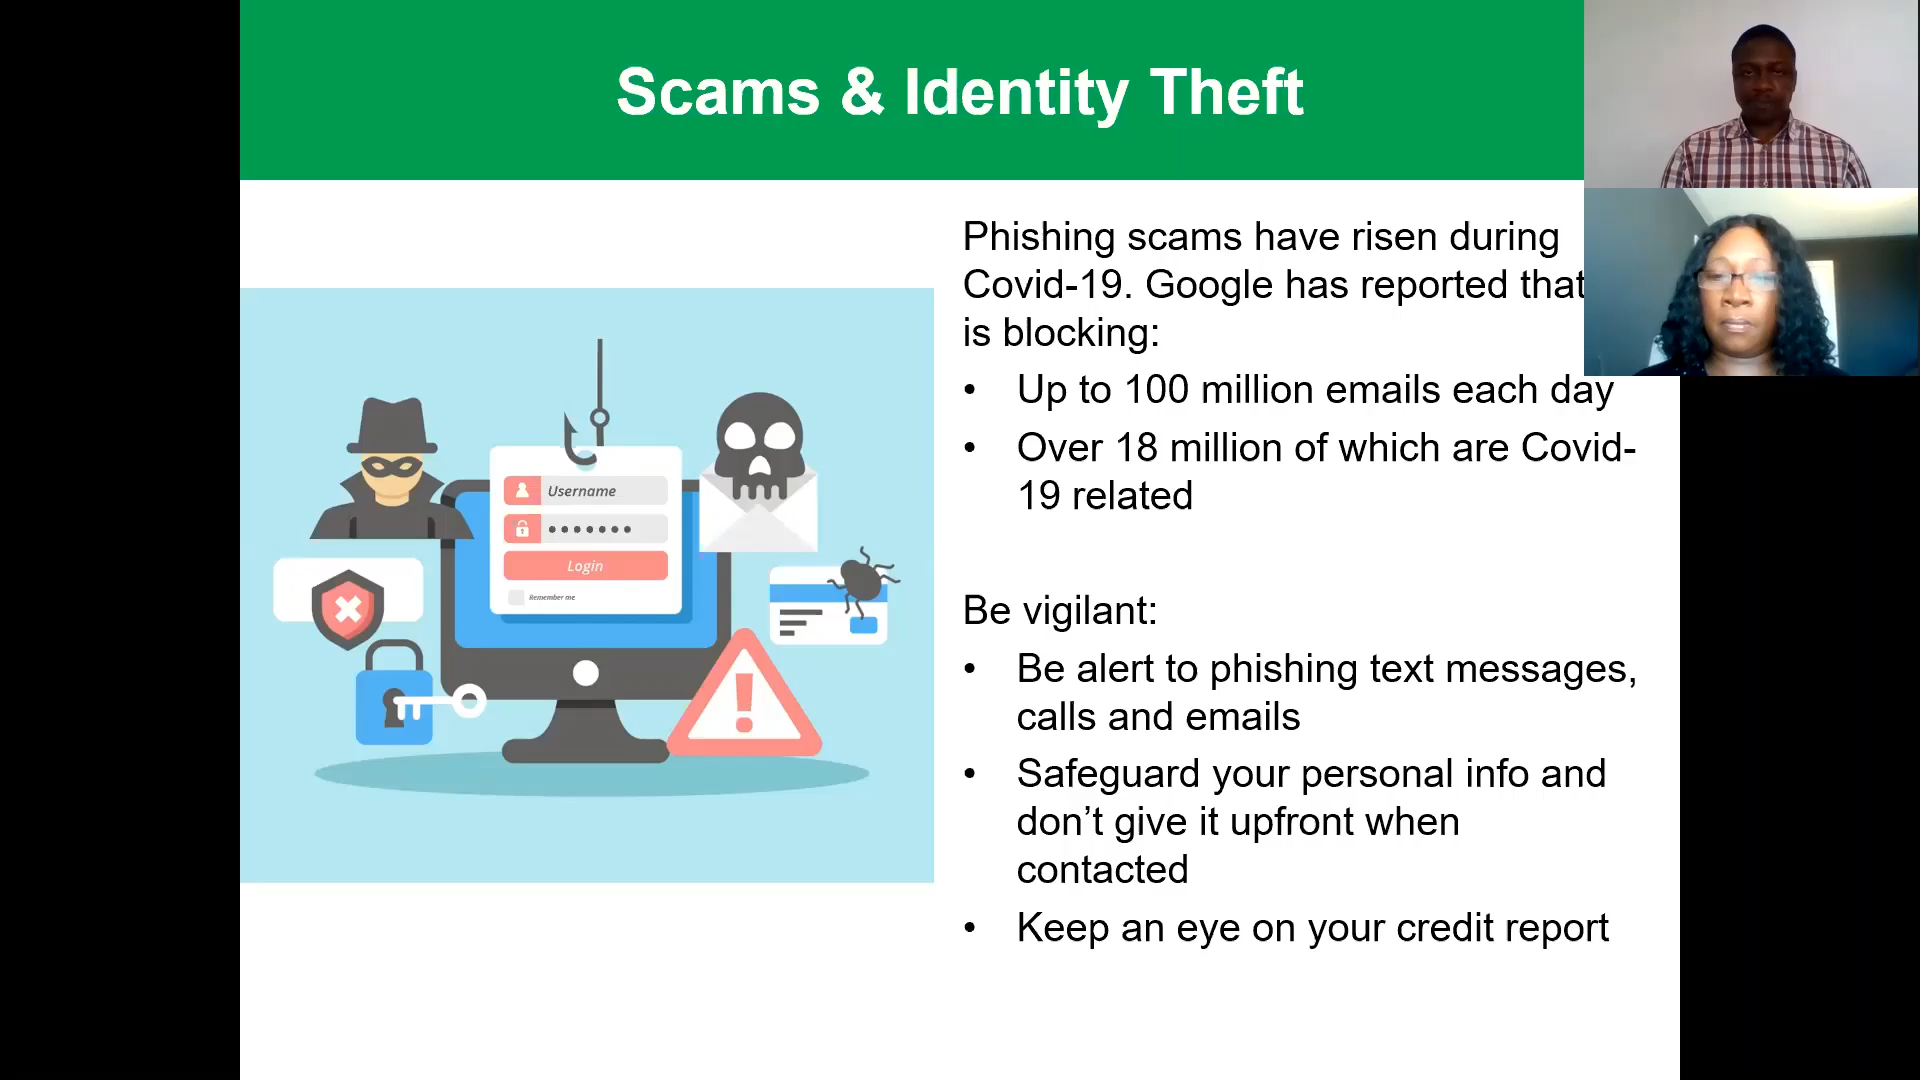 Scams & Identity Theft
Phishing scams have risen during
Covid-19. Google has reported that
is blocking:
• Up to 100 million emails each day
• Over 18 million of which are Covid-
19 related
Be vigilant:
• Be alert to phishing text messages,
calls and emails
• Safeguard your personal info and
don’t give it upfront when
contacted
• Keep an eye on your credit report
Username
Login
Remember me